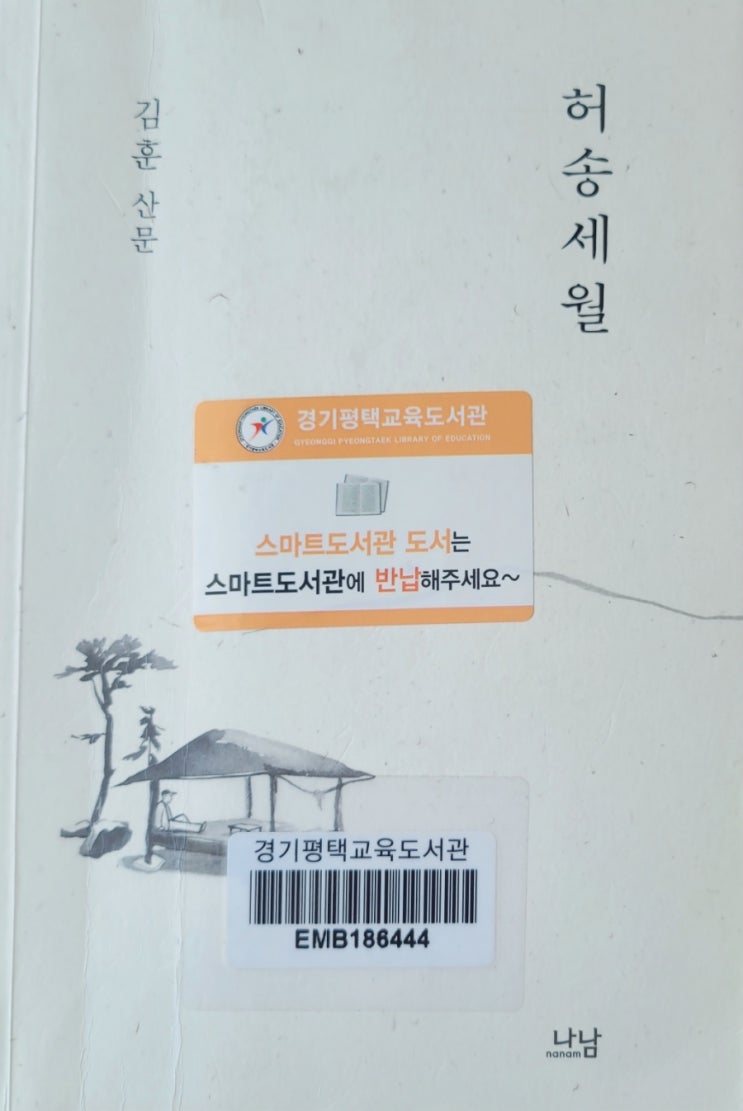 허송세월
김훈 산문
경기평택교육도서관
GYEONGGI PYEONGTAEK LIBRARY OF EDUCATION
스마트도서관 도서는
스마트도서관에 반납해주세요~
경기평택교육도서관
EMB186444
나남
nanam